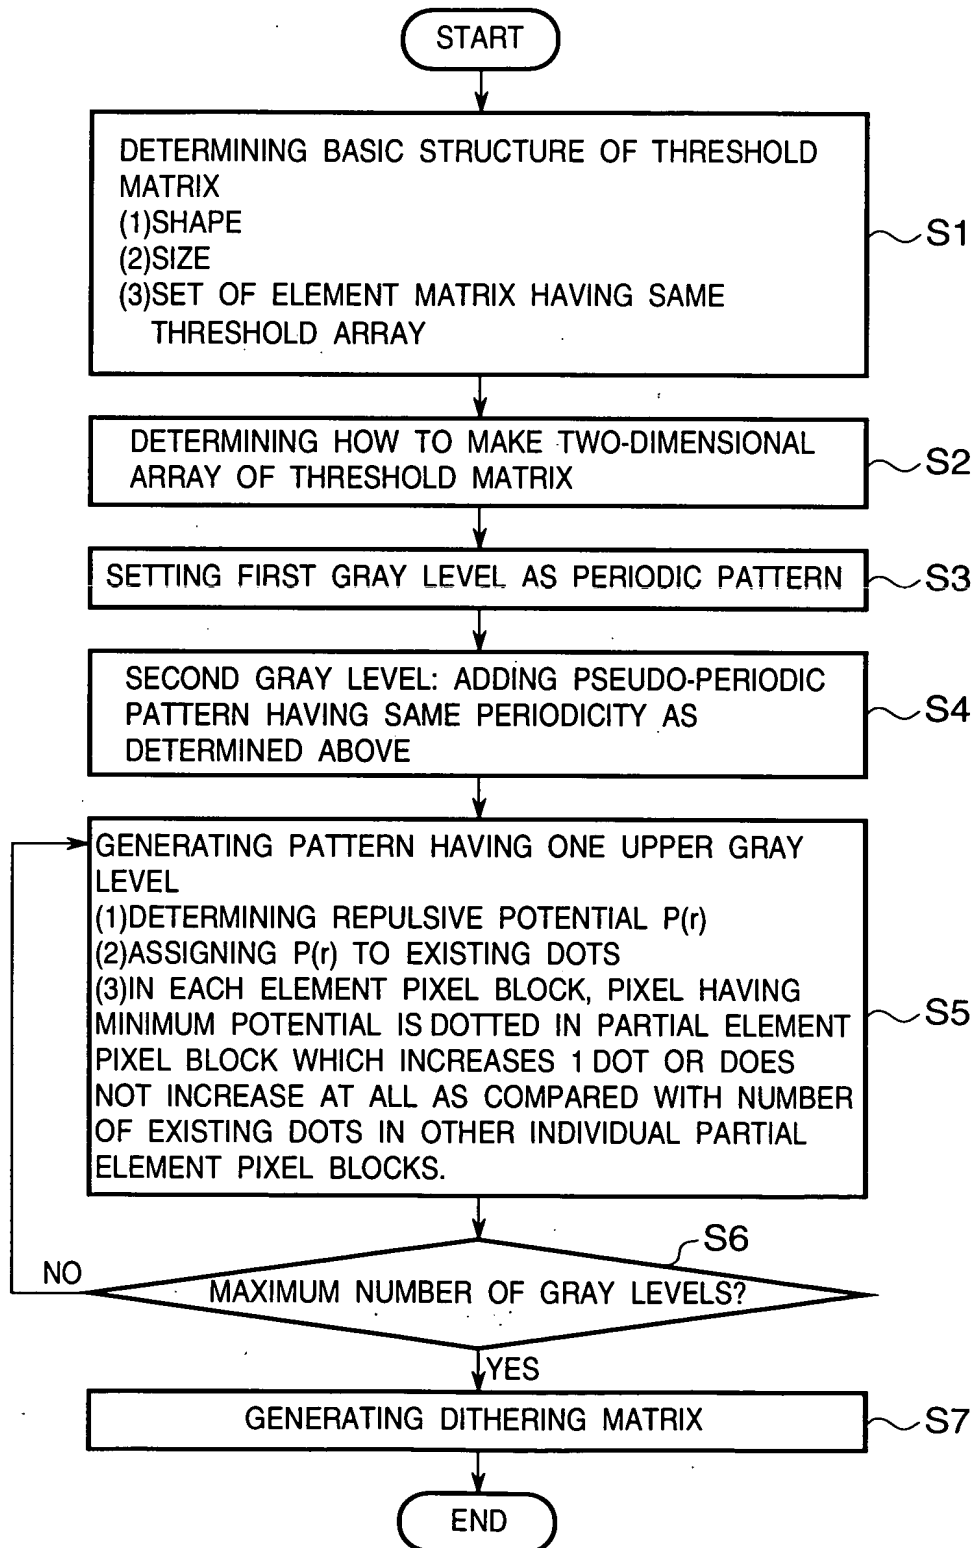 START
DETERMINING BASIC STRUCTURE OF THRESHOLD
MATRIX
(1)SHAPE
(2)SIZE
(3)SET OF ELEMENT MATRIX HAVING SAME
THRESHOLD ARRAY
S1
DETERMINING HOW TO MAKE TWO-DIMENSIONAL
ARRAY OF THRESHOLD MATRIX
S2
SETTING FIRST GRAY LEVEL AS PERIODIC PATTERN
S3
SECOND GRAY LEVEL: ADDING PSEUDO-PERIODIC
PATTERN HAVING SAME PERIODICITY AS
DETERMINED ABOVE
S4
GENERATING PATTERN HAVING ONE UPPER GRAY
LEVEL
(1)DETERMINING REPULSIVE POTENTIAL P(r)
(2)ASSIGNING P(r) TO EXISTING DOTS
(3)IN EACH ELEMENT PIXEL BLOCK, PIXEL HAVING
MINIMUM POTENTIAL IS DOTTED IN PARTIAL ELEMENT
PIXEL BLOCK WHICH INCREASES 1 DOT OR DOES
NOT INCREASE AT ALL AS COMPARED WITH NUMBER
OF EXISTING DOTS IN OTHER INDIVIDUAL PARTIAL
ELEMENT PIXEL BLOCKS.
S5
S6
NO
MAXIMUM NUMBER OF GRAY LEVELS?
YES
GENERATING DITHERING MATRIX
S7
END